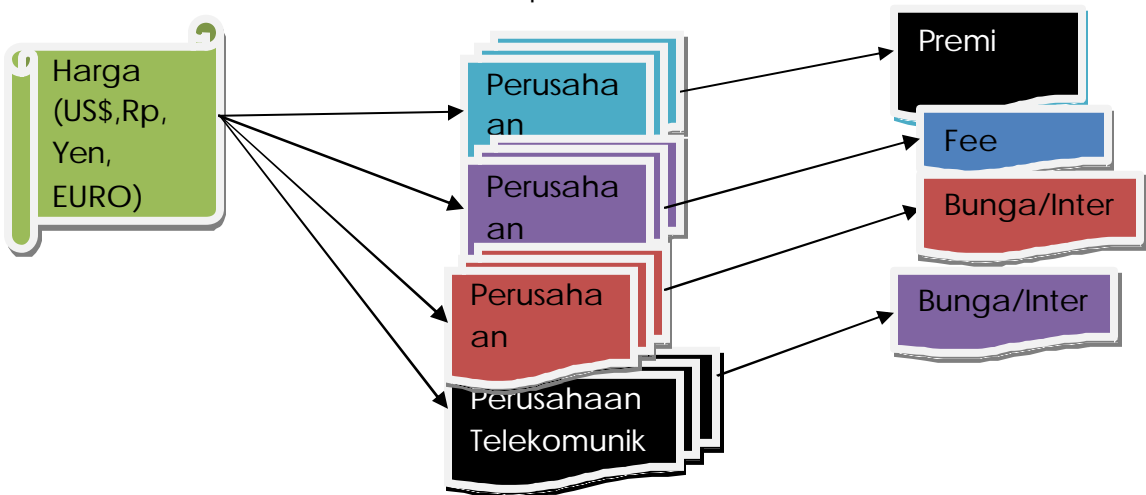 Harga
(US$,Rp,
Yen,
EURO)
Perusaha
an
Perusaha
an
Perusaha
an
Perusahaan
Telekomunik
Premi
Fee
Bunga/Inter
Bunga/Inter